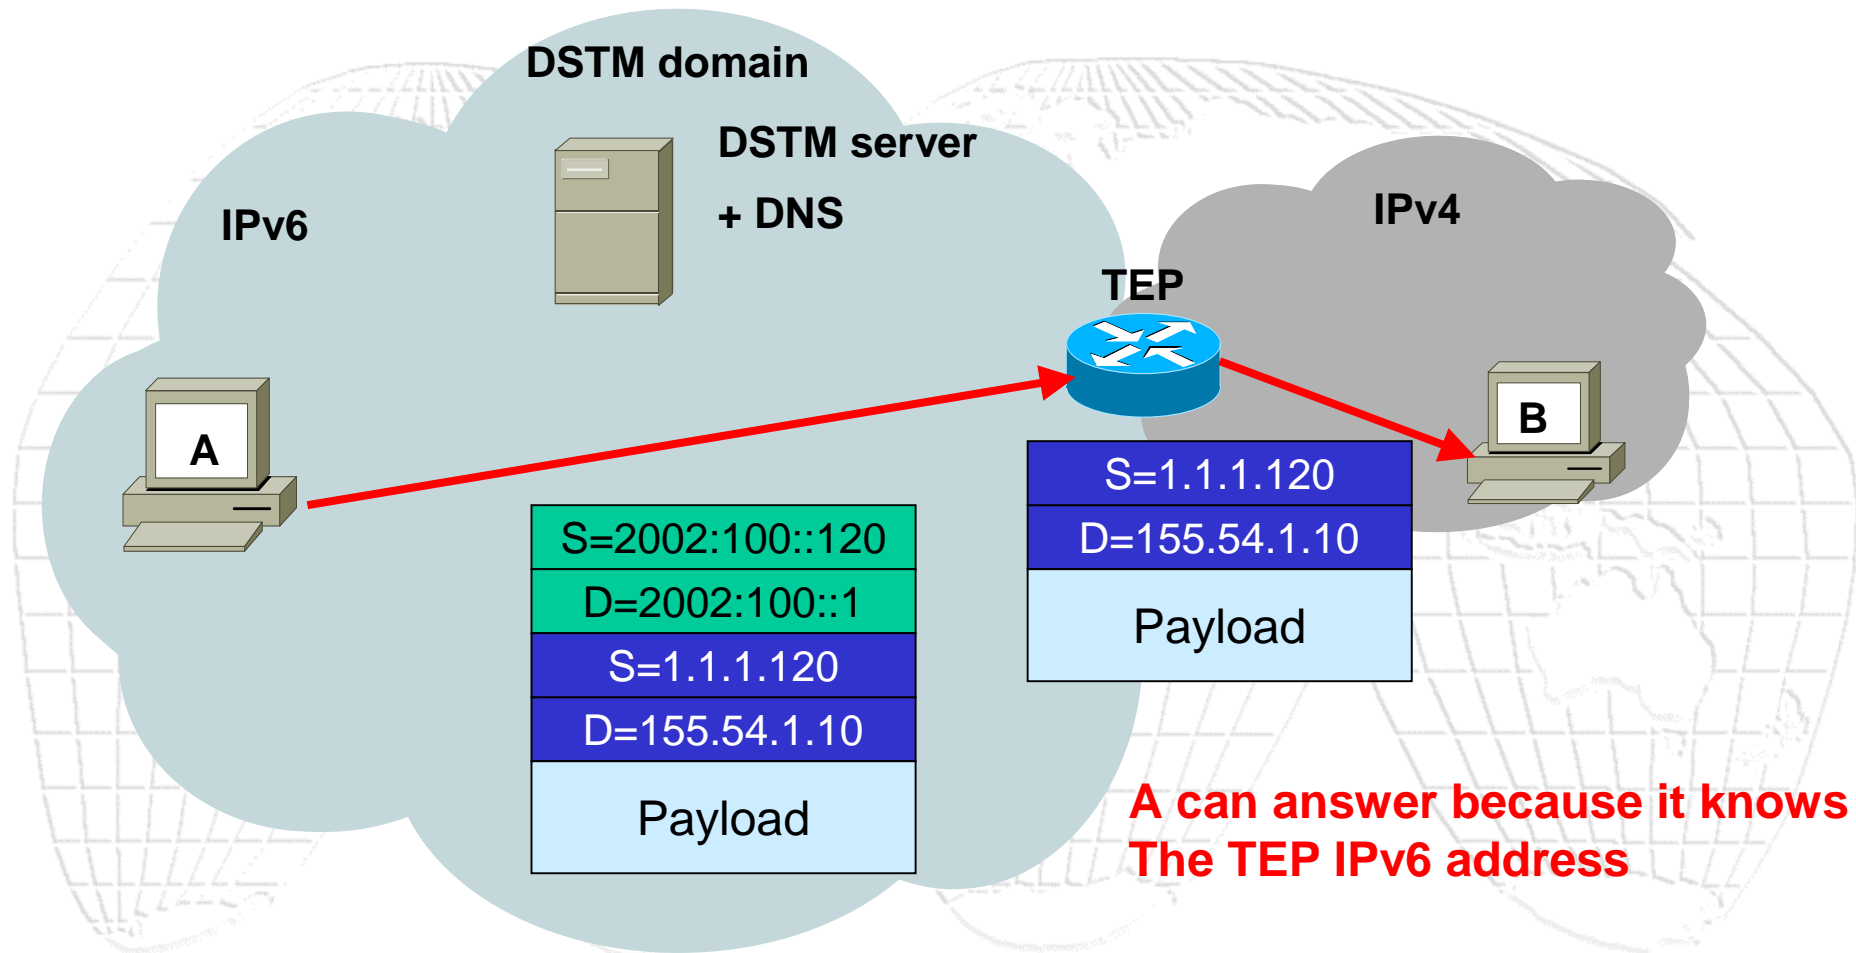 DSTM domain
DSTM server
+ DNS
IPv6
IPv4
TEP
A
B
S=1.1.1.120
D=155.54.1.10
Payload
S=2002:100::120
D=2002:100::1
S=1.1.1.120
D=155.54.1.10
Payload
A can answer because it knows
The TEP IPv6 address